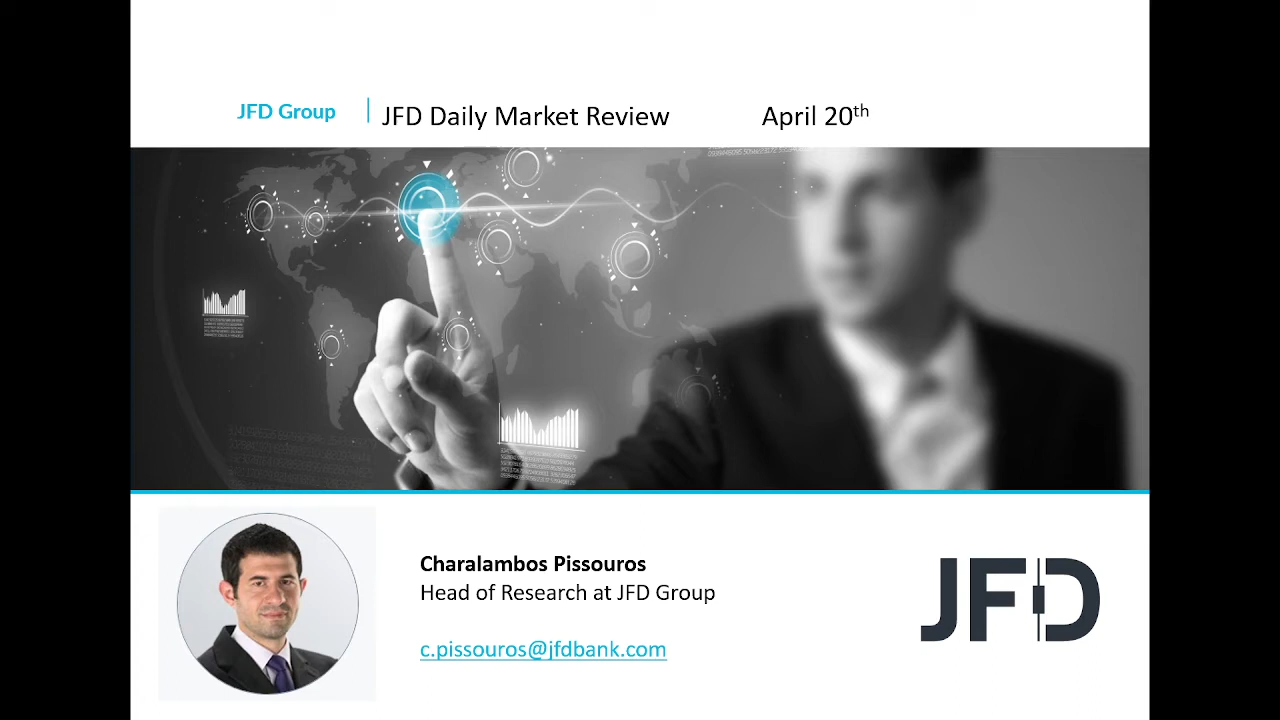 JFD Group
JFD Daily Market Review April 20th
Charalambos Pissouros
Head of Research at JFD Group
c.pissouros@jfdbank.com
JFD